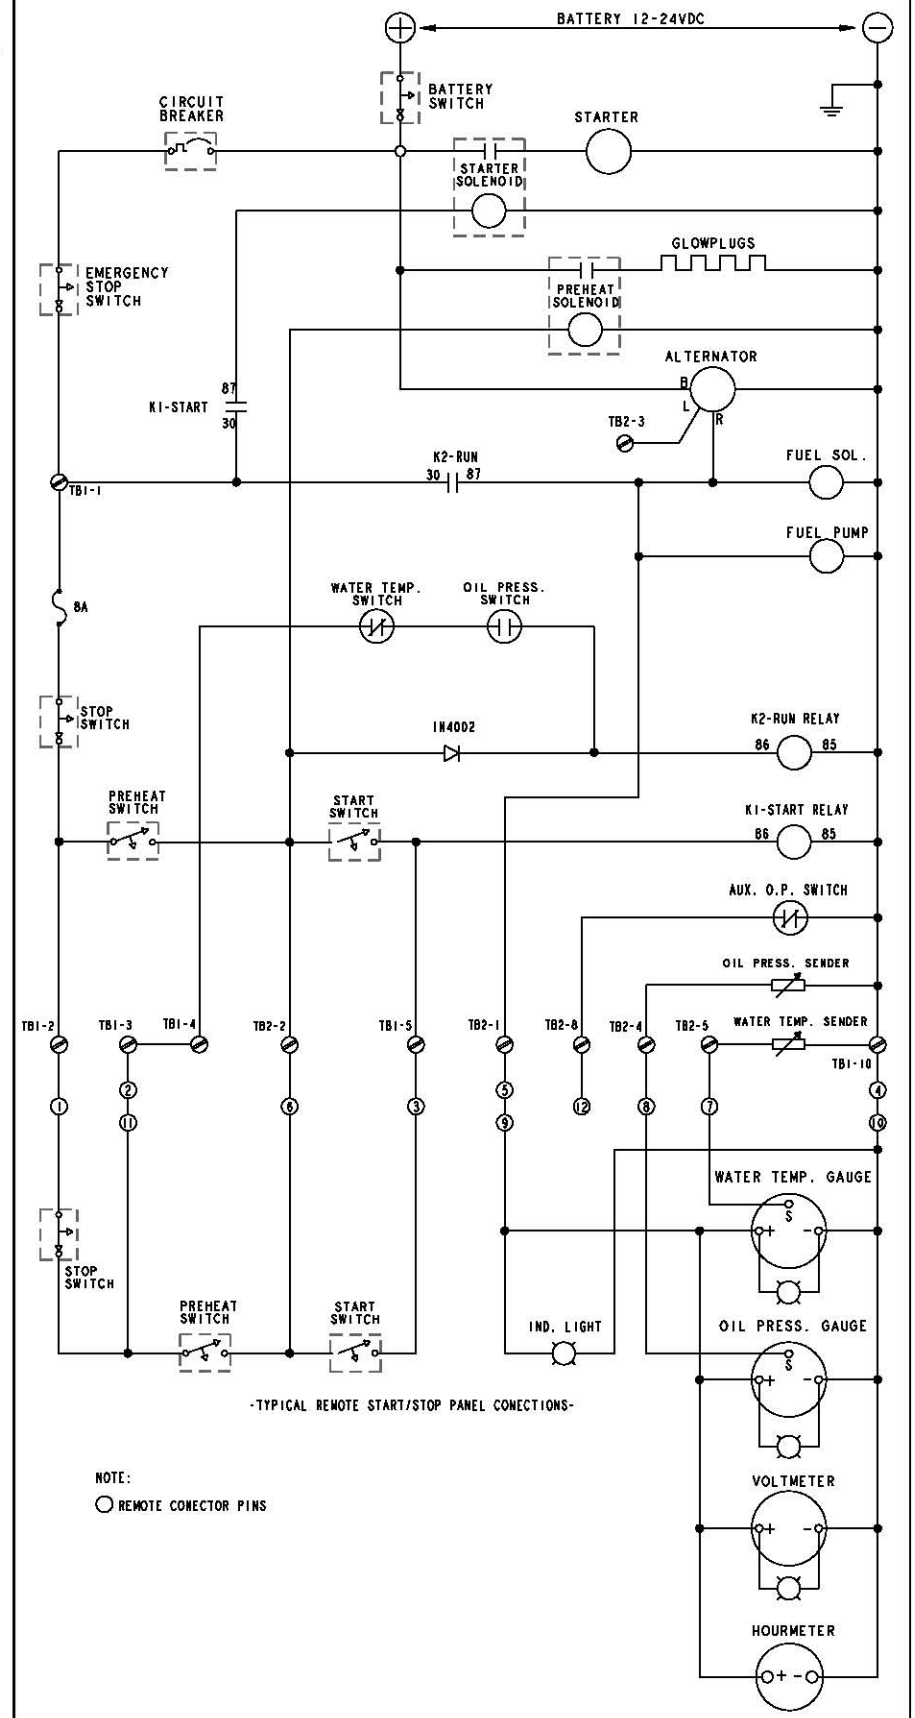 BATTERY 12-24VDC
BATTERY
SWITCH
CIRCUIT
BREAKER
STARTER
STARTER
SOLENOID
GLOWPLUGS
EMERGENCY
STOP
SWITCH
PREHEAT
SOLENOID
ALTERNATOR
B
L
R
87
K1-START
30
TB2-3
K2-RUN
30
87
FUEL SOL.
TB1-1
FUEL PUMP
WATER TEMP.
SWITCH
OIL PRESS.
SWITCH
8A
STOP
SWITCH
1N4002
K2-RUN RELAY
86
85
PREHEAT
SWITCH
START
SWITCH
K1-START RELAY
86
85
AUX. O.P. SWITCH
OIL PRESS. SENDER
TB1-2
TB1-3
TB1-4
TB2-2
TB1-5
TB2-1
TB2-8
TB2-4
TB2-5
WATER TEMP. SENDER
TB1-10
2
5
4
1
6
3
12
8
7
11
9
10
WATER TEMP. GAUGE
S
+ -
STOP
SWITCH
PREHEAT
SWITCH
START
SWITCH
IND. LIGHT
OIL PRESS. GAUGE
S
+ -
-TYPICAL REMOTE START/STOP PANEL CONECTIONS-
NOTE:
REMOTE CONECTOR PINS
VOLTMETER
+ -
HOURMETER
+ -